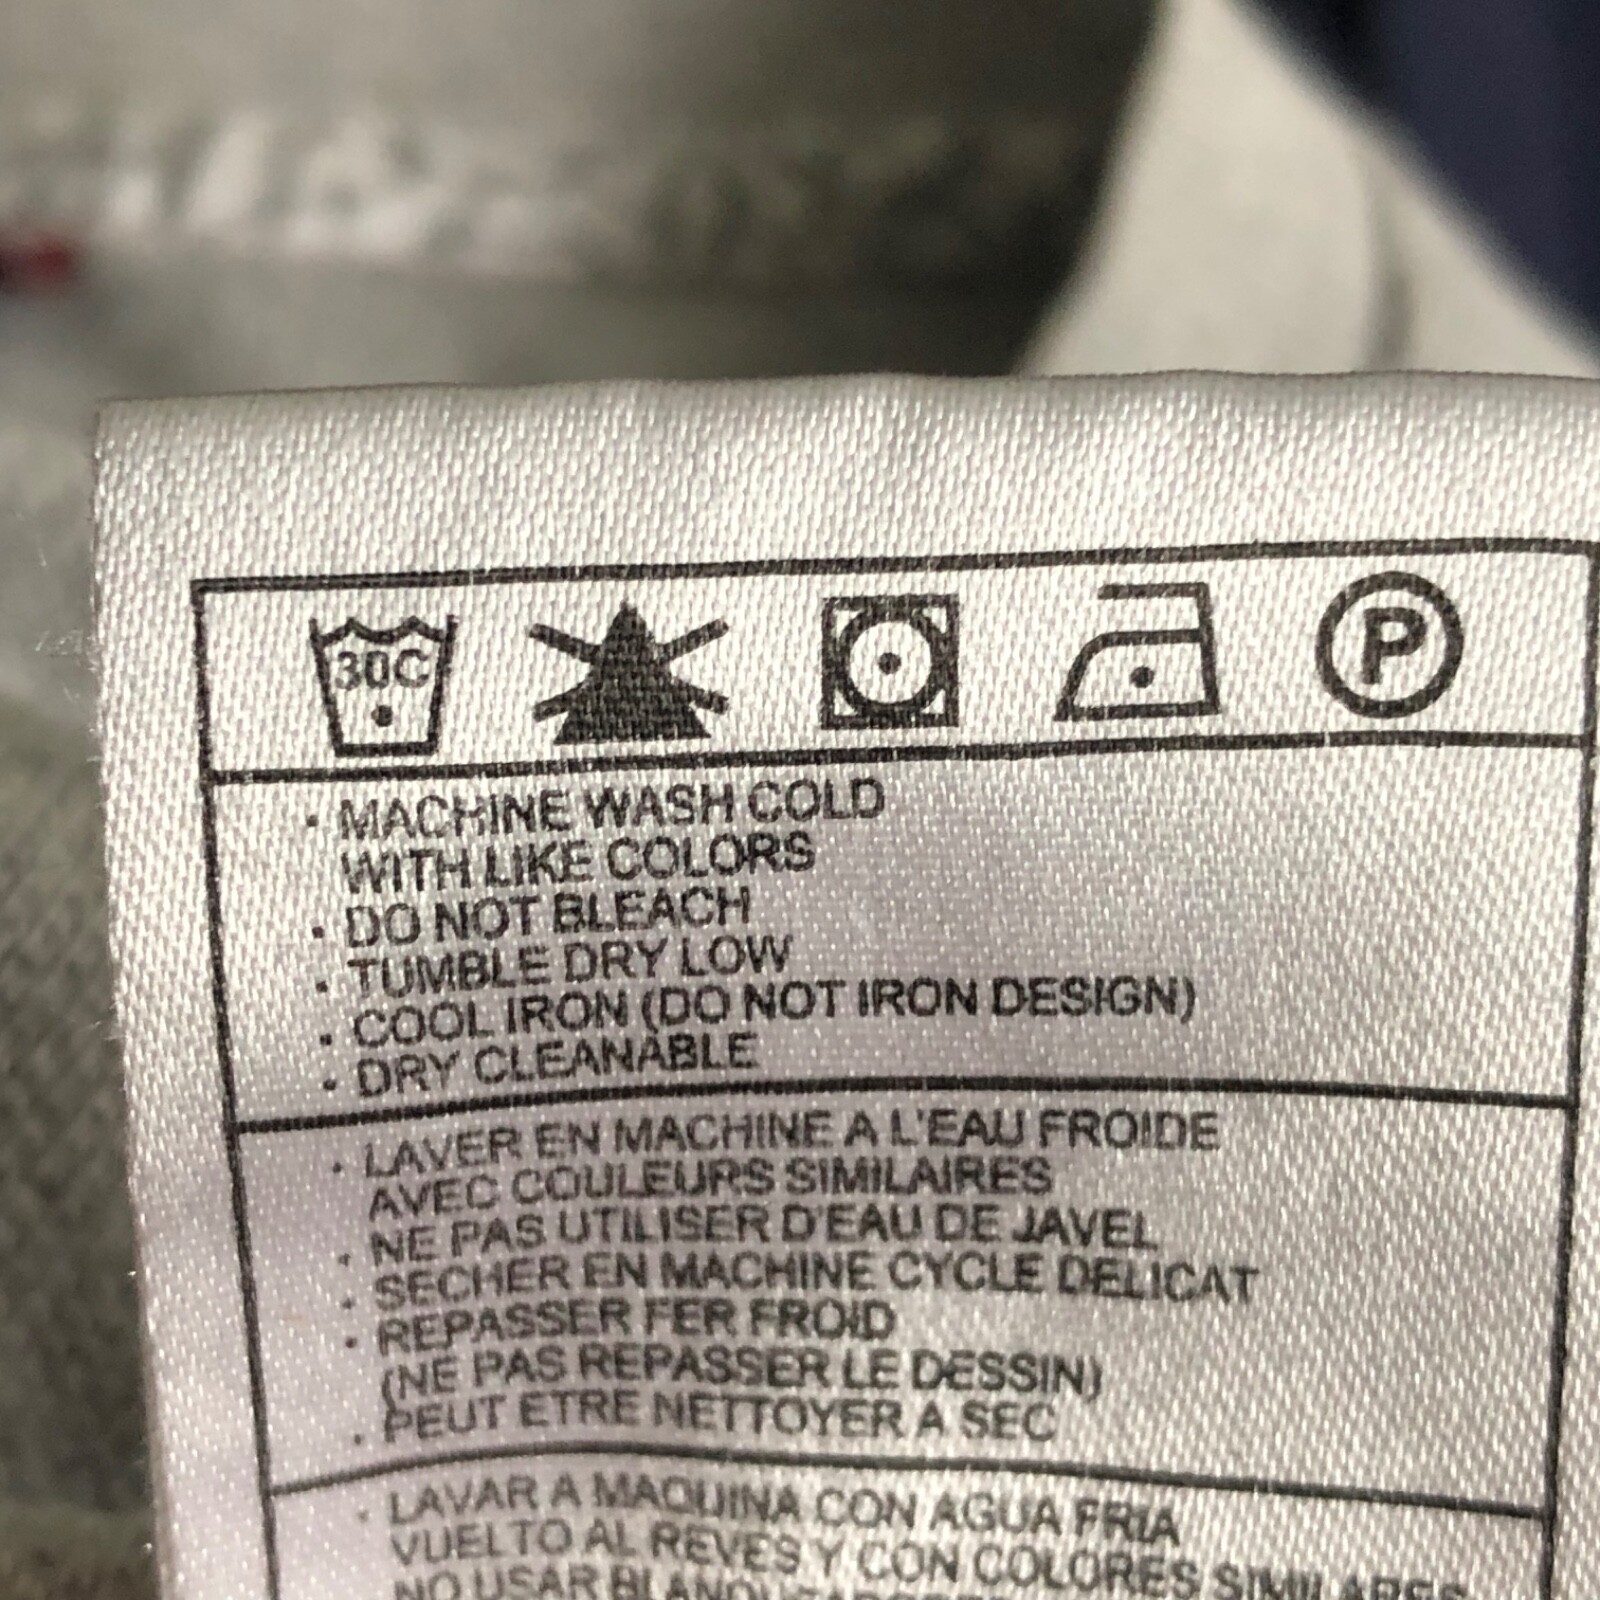 30C
P
· MACHINE WASH COLD
WITH LIKE COLORS
· DO NOT BLEACH
· TUMBLE DRY LOW
· COOL IRON (DO NOT IRON DESIGN)
· DRY CLEANABLE
· LAVER EN MACHINE A L'EAU FROIDE
AVEC COULEURS SIMILAIRES
· NE PAS UTILISER D'EAU DE JAVEL
· SECHER EN MACHINE CYCLE DELICAT
· REPASSER FER FROID
(NE PAS REPASSER LE DESSIN)
· PEUT ETRE NETTOYER A SEC
· LAVAR A MAQUINA CON AGUA FRIA
VUELTO AL REVES Y CON COLORES SIMILARES
NO USAR